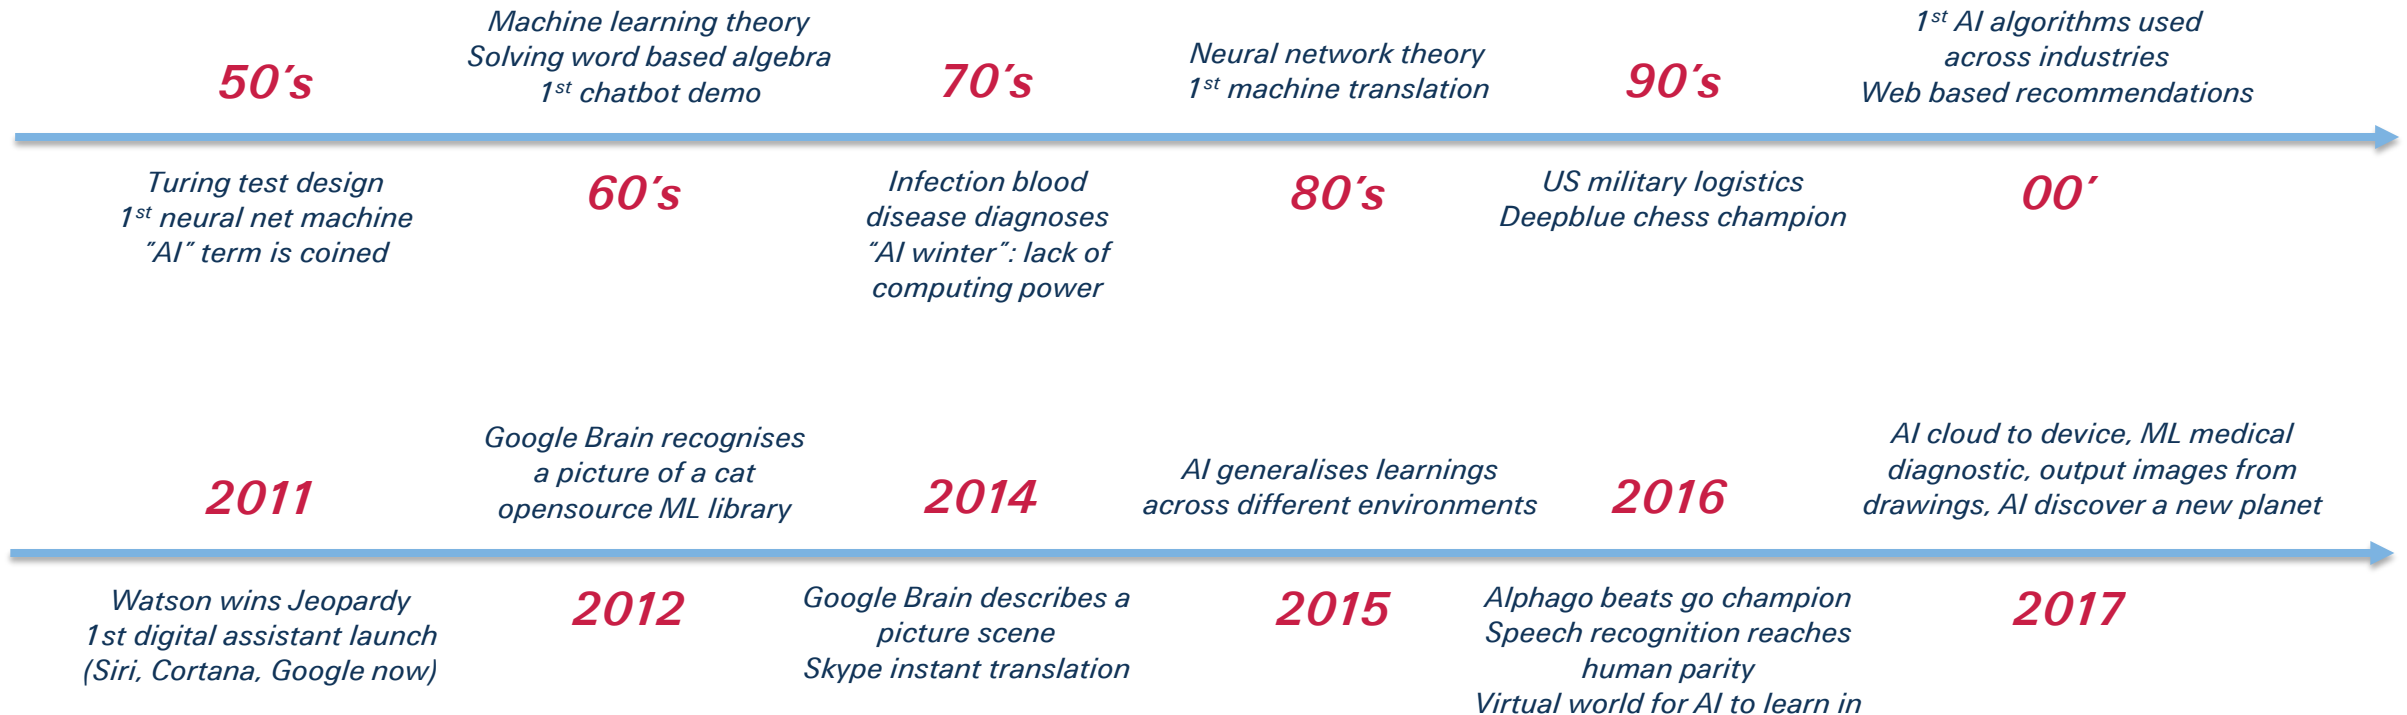 50's
Turing test design
1st neural net machine
"AI" term is coined
Machine learning theory
Solving word based algebra
1st chatbot demo
60's
70's
Infection blood
disease diagnoses
"AI winter": lack of
computing power
Neural network theory
1st machine translation
80's
90's
US military logistics
Deepblue chess champion
1st AI algorithms used
across industries
Web based recommendations
00'
2011
Watson wins Jeopardy
1st digital assistant launch
(Siri, Cortana, Google now)
Google Brain recognises
a picture of a cat
opensource ML library
2012
2014
Google Brain describes a
picture scene
Skype instant translation
AI generalises learnings
across different environments
2015
2016
Alphago beats go champion
Speech recognition reaches
human parity
Virtual world for AI to learn in
AI cloud to device, ML medical
diagnostic, output images from
drawings, AI discover a new planet
2017